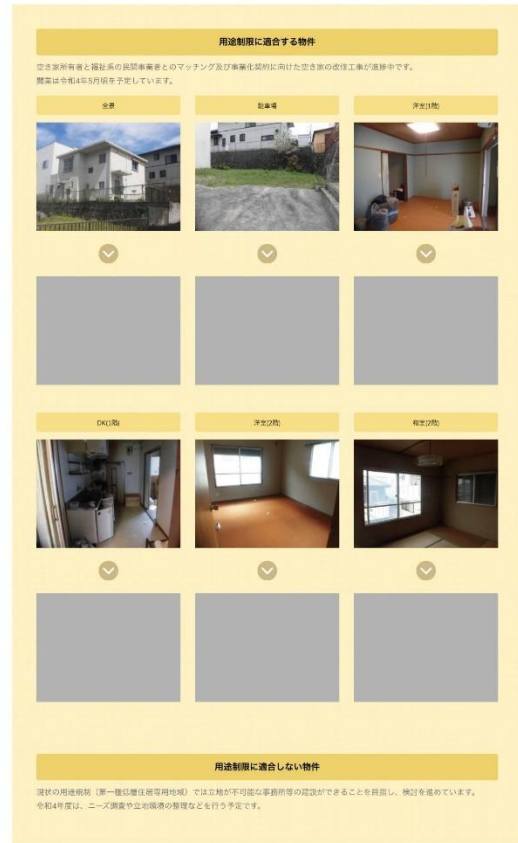 用途制限に適合する物件
空き家所有者と福祉系の民間事業者とのマッチング及び事業化契約に向けた空き家の改修工事が進捗中です。
開業は令和4年5月頃を予定しています。
全景
駐車場
洋室(1階)
DK(1階)
洋室(2階)
和室(2階)
用途制限に適合しない物件
現状の用途規制（第一種低層住居専用地域）では立地が不可能な事務所等の建設ができることを目指し、検討を進めています。
令和4年度は、ニーズ調査や立地環境の整理などを行う予定です。